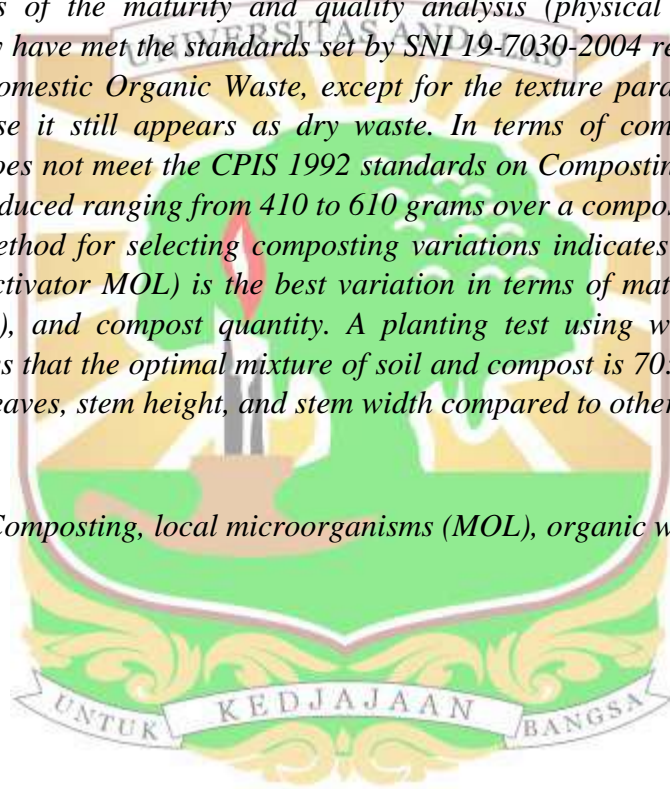 s of the maturity and quality analysis (physical
UNIVERSITAS ANDALAS
y have met the standards set by SNI 19-7030-2004 re
omestic Organic Waste, except for the texture para
se it still appears as dry waste. In terms of com
oes not meet the CPIS 1992 standards on Compostin
duced ranging from 410 to 610 grams over a compos
ethod for selecting composting variations indicates
ctivator MOL) is the best variation in terms of mat
), and compost quantity. A planting test using w
s that the optimal mixture of soil and compost is 70:
eaves, stem height, and stem width compared to other
Composting, local microorganisms (MOL), organic w
UNTUK KEDJAJAAN BANGSA